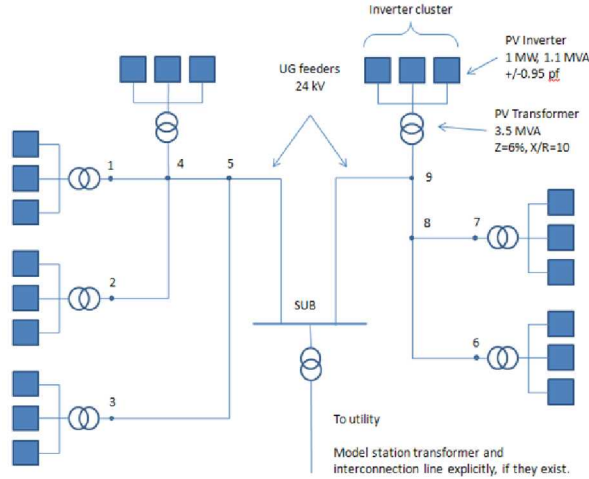 Inverter cluster
PV Inverter
1 MW, 1.1 MVA
+/-0.95 pf
UG feeders
24 kV
PV Transformer
3.5 MVA
Z=6%, X/R=10
1
4
5
9
8
7
2
SUB
6
3
To utility
Model station transformer and
interconnection line explicitly, if they exist.